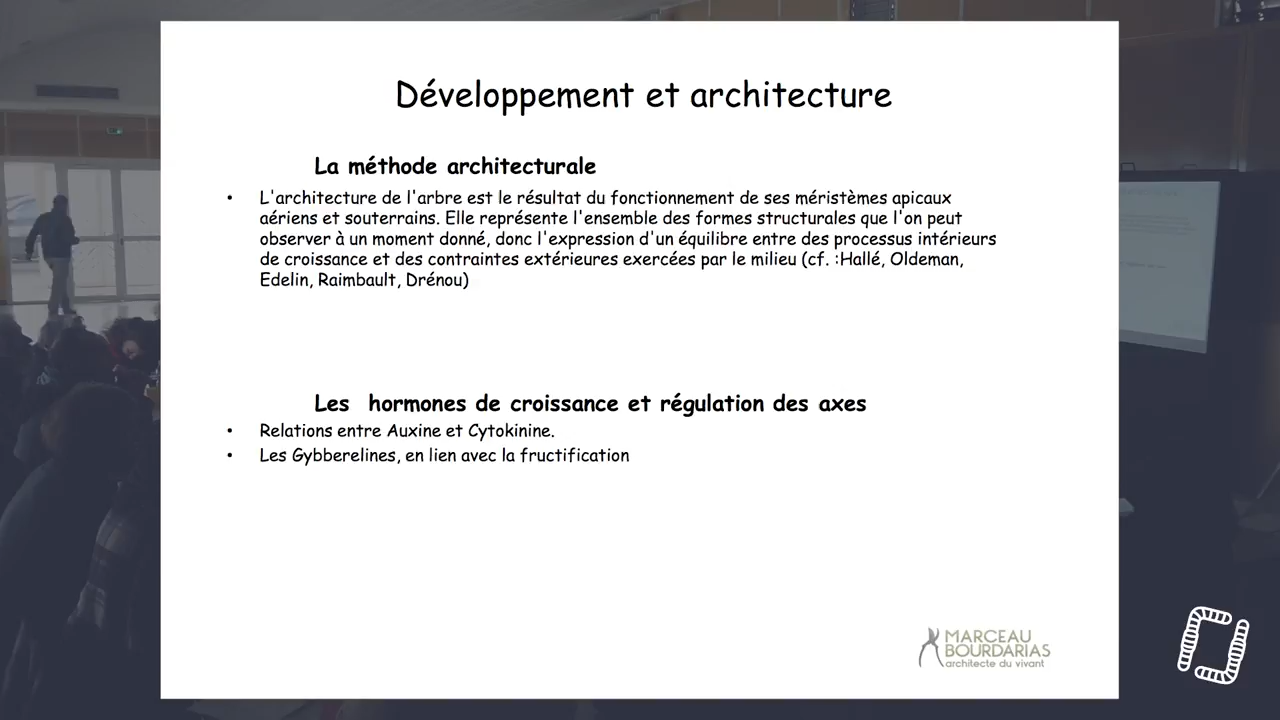 Développement et architecture
La méthode architecturale
• L'architecture de l'arbre est le résultat du fonctionnement de ses méristèmes apicaux
aériens et souterrains. Elle représente l'ensemble des formes structurales que l'on peut
observer à un moment donné, donc l'expression d'un équilibre entre des processus intérieurs
de croissance et des contraintes extérieures exercées par le milieu (cf. :Hallé, Oldeman,
Edelin, Raimbault, Drénou)
Les hormones de croissance et régulation des axes
• Relations entre Auxine et Cytokinine.
• Les Gybberelines, en lien avec la fructification
MARCEAU
BOURDARIAS
architecte du vivant